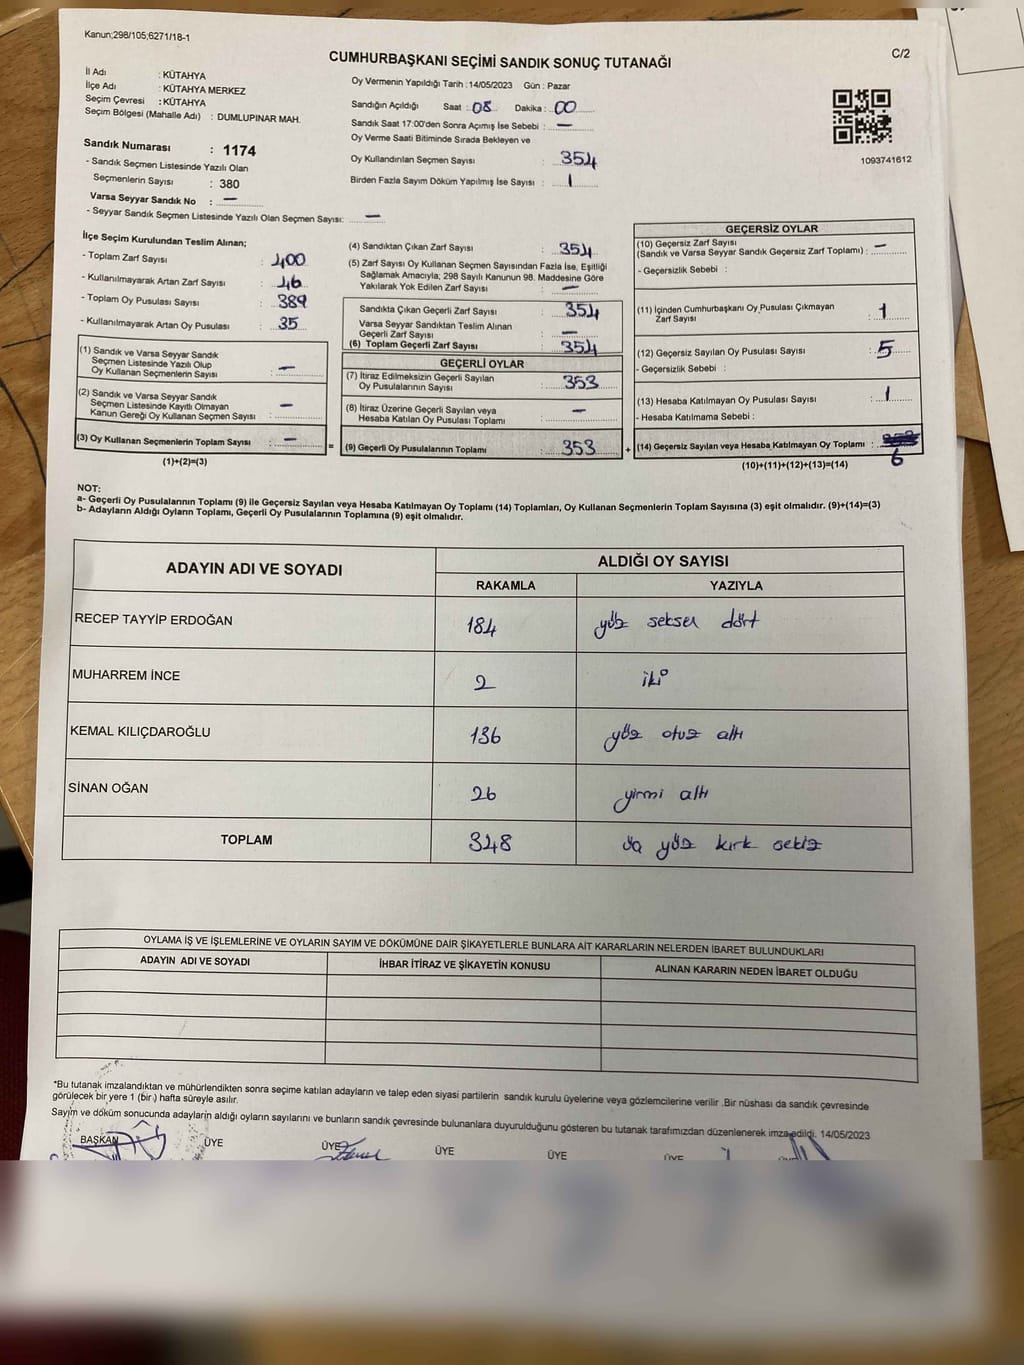 Kanun;298/105;6271/18-1
CUMHURBAŞKANI SEÇİMİ SANDIK SONUÇ TUTANAĞI
C/2
İl Adı : KÜTAHYA
İlçe Adı : KÜTAHYA MERKEZ
Seçim Çevresi : KÜTAHYA
Seçim Bölgesi (Mahalle Adı) : DUMLUPINAR MAH.
Sandık Numarası : 1174
- Sandık Seçmen Listesinde Yazılı Olan
Seçmenlerin Sayısı : 380
Varsa Seyyar Sandık No : —
- Seyyar Sandık Seçmen Listesinde Yazılı Olan Seçmen Sayısı: —
Oy Vermenin Yapıldığı Tarih : 14/05/2023 Gün : Pazar
Sandığın Açıldığı Saat : 08 Dakika : 00
Sandık Saat 17:00'den Sonra Açımış İse Sebebi : —
Oy Verme Saati Bitiminde Sırada Bekleyen ve
Oy Kullandırılan Seçmen Sayısı : 354
Birden Fazla Sayım Döküm Yapılmış İse Sayısı : 1
1093741612
İlçe Seçim Kurulundan Teslim Alınan;
- Toplam Zarf Sayısı : 400
- Kullanılmayarak Artan Zarf Sayısı : 46
- Toplam Oy Pusulası Sayısı : 389
- Kullanılmayarak Artan Oy Pusulası : 35
(1) Sandık ve Varsa Seyyar Sandık
Seçmen Listesinde Yazılı Olup
Oy Kullanan Seçmenlerin Sayısı : —
(2) Sandık ve Varsa Seyyar Sandık
Seçmen Listesinde Kayıtlı Olmayan
Kanun Gereği Oy Kullanan Seçmen Sayısı : —
(3) Oy Kullanan Seçmenlerin Toplam Sayısı : — =
(1)+(2)=(3)
(4) Sandıktan Çıkan Zarf Sayısı : 354
(5) Zarf Sayısı Oy Kullanan Seçmen Sayısından Fazla İse, Eşitliği
Sağlamak Amacıyla; 298 Sayılı Kanunun 98. Maddesine Göre
Yakılarak Yok Edilen Zarf Sayısı : —
Sandıkta Çıkan Geçerli Zarf Sayısı : 354
Varsa Seyyar Sandıktan Teslim Alınan
Geçerli Zarf Sayısı : —
(6) Toplam Geçerli Zarf Sayısı : 354
GEÇERLİ OYLAR
(7) İtiraz Edilmeksizin Geçerli Sayılan
Oy Pusulalarının Sayısı : 353
(8) İtiraz Üzerine Geçerli Sayılan veya
Hesaba Katılan Oy Pusulası Toplamı : —
(9) Geçerli Oy Pusulalarının Toplamı : 353 +
GEÇERSİZ OYLAR
(10) Geçersiz Zarf Sayısı
(Sandık ve Varsa Seyyar Sandık Geçersiz Zarf Toplamı) : —
- Geçersizlik Sebebi :
(11) İçinden Cumhurbaşkanı Oy Pusulası Çıkmayan
Zarf Sayısı : 1
(12) Geçersiz Sayılan Oy Pusulası Sayısı : 5
- Geçersizlik Sebebi :
(13) Hesaba Katılmayan Oy Pusulası Sayısı : 1
- Hesaba Katılmama Sebebi :
(14) Geçersiz Sayılan veya Hesaba Katılmayan Oy Toplamı : 6
(10)+(11)+(12)+(13)=(14)
NOT:
a- Geçerli Oy Pusulalarının Toplamı (9) ile Geçersiz Sayılan veya Hesaba Katılmayan Oy Toplamı (14) Toplamları, Oy Kullanan Seçmenlerin Toplam Sayısına (3) eşit olmalıdır. (9)+(14)=(3)
b- Adayların Aldığı Oyların Toplamı, Geçerli Oy Pusulalarının Toplamına (9) eşit olmalıdır.
ADAYIN ADI VE SOYADI ALDIĞI OY SAYISI
RAKAMLA YAZIYLA
RECEP TAYYİP ERDOĞAN 184 yüz seksen dört
MUHARREM İNCE 2 iki
KEMAL KILIÇDAROĞLU 136 yüz otuz altı
SİNAN OĞAN 26 yirmi altı
TOPLAM 348 yüz kırk sekiz
OYLAMA İŞ VE İŞLEMLERİNE VE OYLARIN SAYIM VE DÖKÜMÜNE DAİR ŞİKAYETLERLE BUNLARA AİT KARARLARIN NELERDEN İBARET BULUNDUKLARI
ADAYIN ADI VE SOYADI İHBAR İTİRAZ VE ŞİKAYETİN KONUSU ALINAN KARARIN NEDEN İBARET OLDUĞU
*Bu tutanak imzalandıktan ve mühürlendikten sonra seçime katılan adayların ve talep eden siyasi partilerin sandık kurulu üyelerine veya gözlemcilerine verilir .Bir nüshası da sandık çevresinde
görülecek bir yere 1 (bir ) hafta süreyle asılır.
Sayım ve döküm sonucunda adayların aldığı oyların sayılarını ve bunların sandık çevresinde bulunanlara duyurulduğunu gösteren bu tutanak tarafımızdan düzenlenerek imza edildi. 14/05/2023
BAŞKAN ÜYE ÜYE ÜYE ÜYE ÜYE